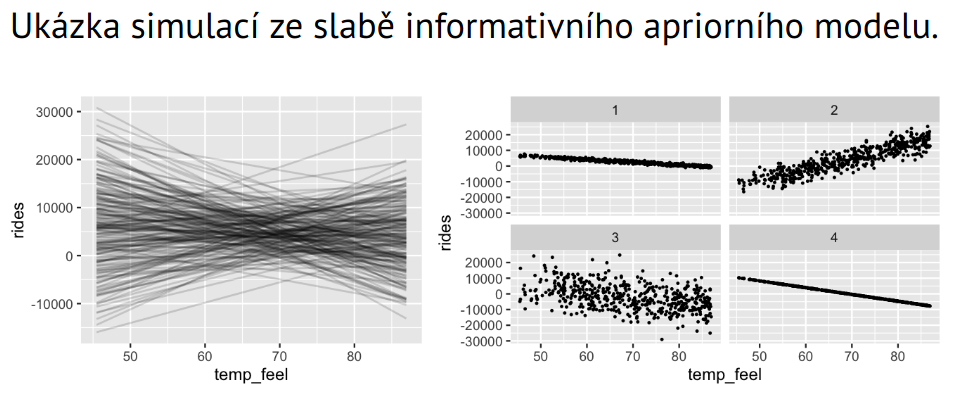 Ukázka simulací ze slabě informativního apriorního modelu.
30000
20000
10000
0
-10000
rides
50 60 70 80
temp_feel
1 2
20000
10000
0
-10000
-20000
-30000
3 4
20000
10000
0
-10000
-20000
-30000
rides
50 60 70 80 50 60 70 80
temp_feel